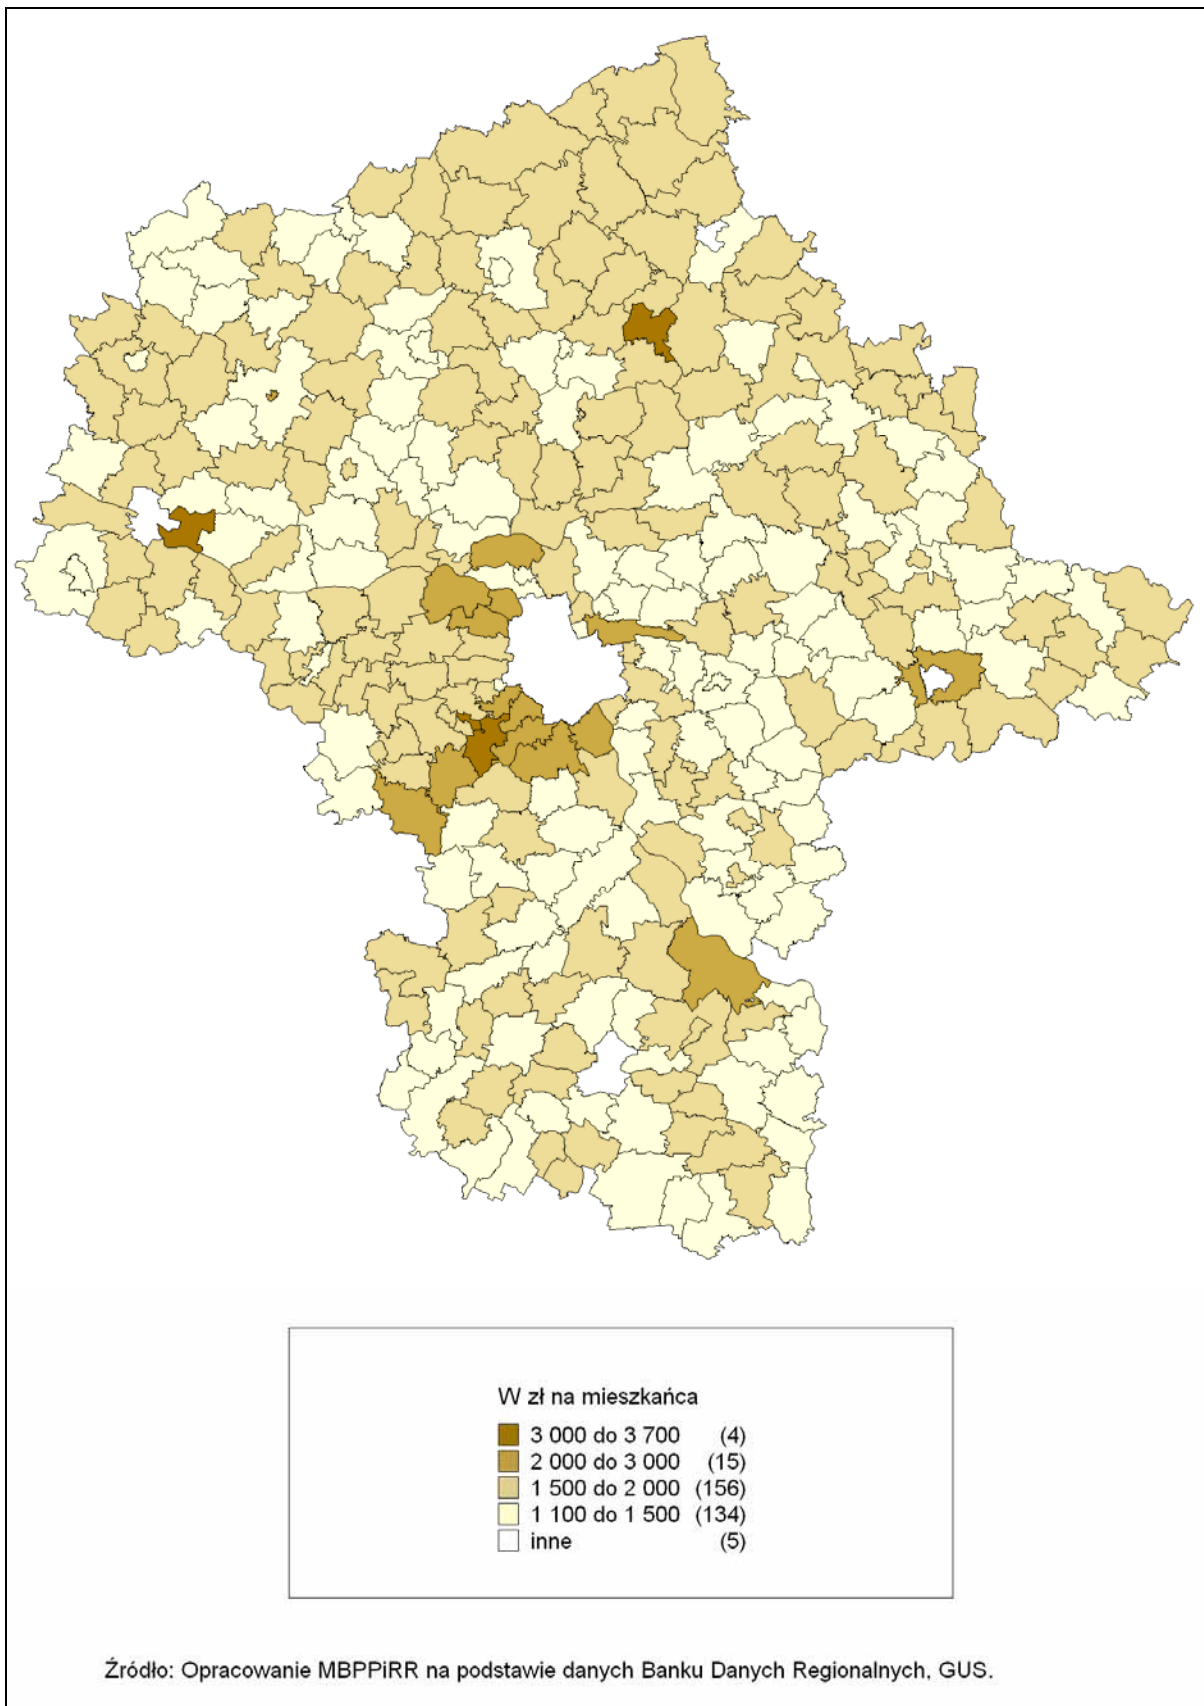 W zł na mieszkańca
3 000 do 3 700 (4)
2 000 do 3 000 (15)
1 500 do 2 000 (156)
1 100 do 1 500 (134)
inne (5)
Źródło: Opracowanie MBPPiRR na podstawie danych Banku Danych Regionalnych, GUS.